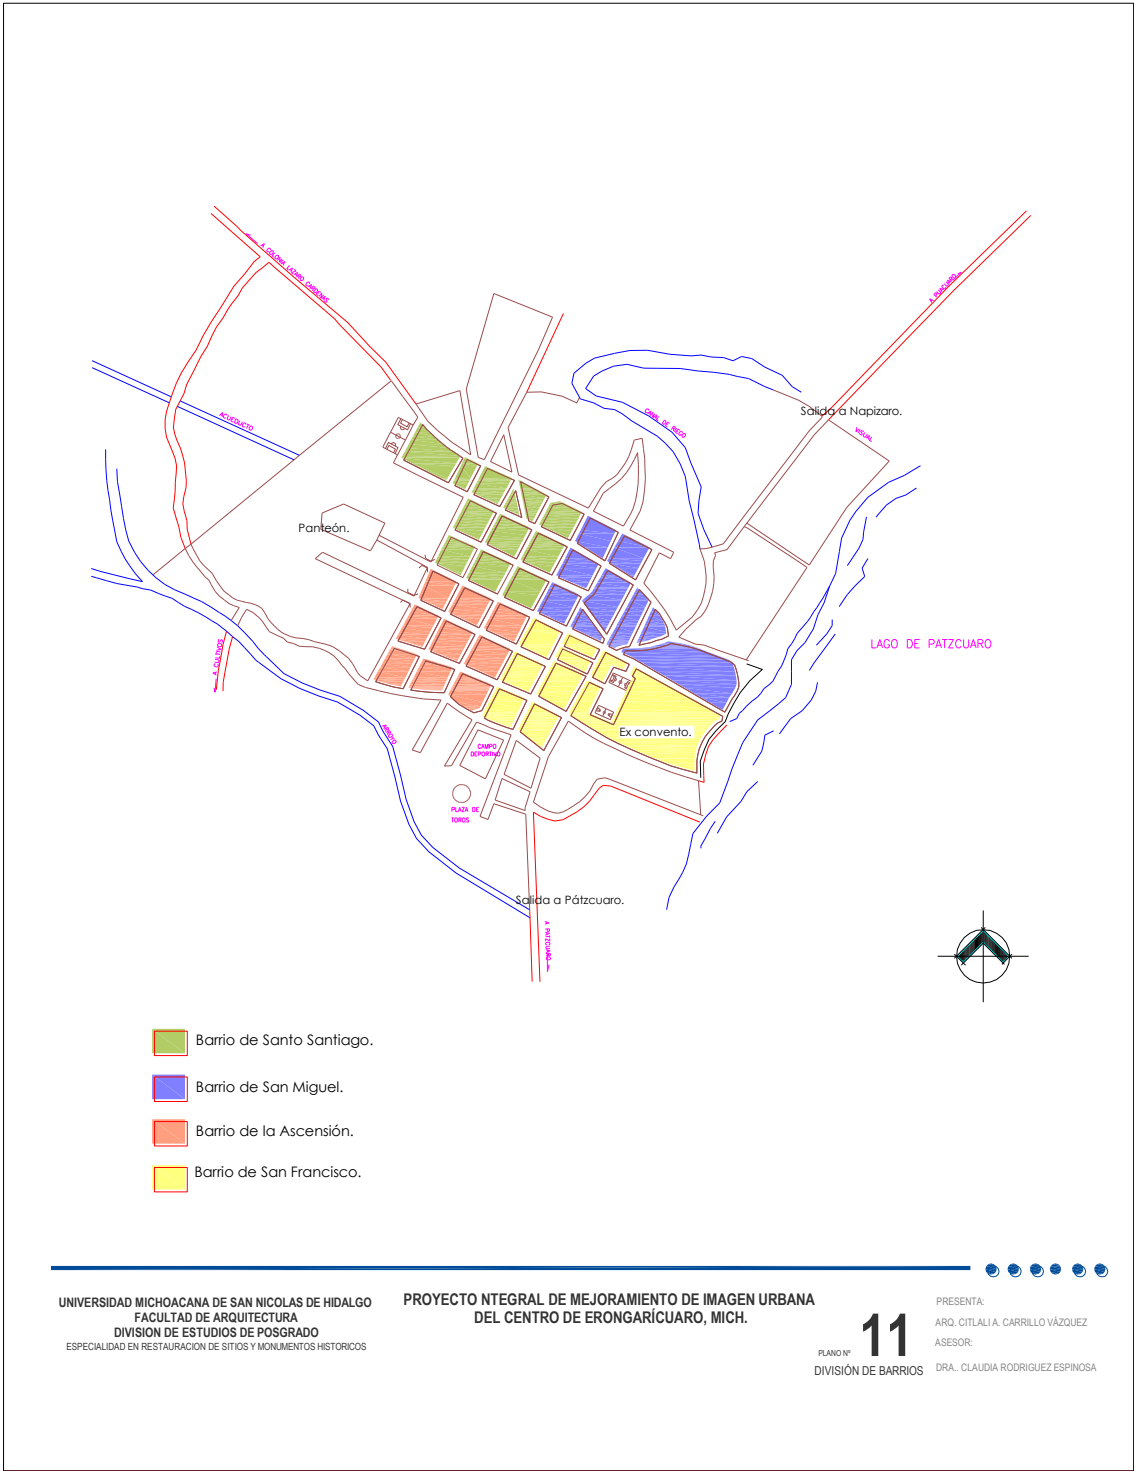 A COLONIA LAZARO CARDENAS
A PUACUARO
ACUEDUCTO
CANAL DE RIEGO
Salida a Napizaro.
VISUAL
Panteón.
A CULTIVOS
LAGO DE PATZCUARO
ARROYO
Ex convento.
CAMPO
DEPORTIVO
PLAZA DE
TOROS
Salida a Pátzcuaro.
A PATZCUARO
Barrio de Santo Santiago.
Barrio de San Miguel.
Barrio de la Ascensión.
Barrio de San Francisco.
UNIVERSIDAD MICHOACANA DE SAN NICOLAS DE HIDALGO
FACULTAD DE ARQUITECTURA
DIVISION DE ESTUDIOS DE POSGRADO
ESPECIALIDAD EN RESTAURACION DE SITIOS Y MONUMENTOS HISTORICOS
PROYECTO NTEGRAL DE MEJORAMIENTO DE IMAGEN URBANA
DEL CENTRO DE ERONGARÍCUARO, MICH.
PLANO Nº 11
DIVISIÓN DE BARRIOS
PRESENTA:
ARQ. CITLALI A. CARRILLO VÁZQUEZ
ASESOR:
DRA.. CLAUDIA RODRIGUEZ ESPINOSA